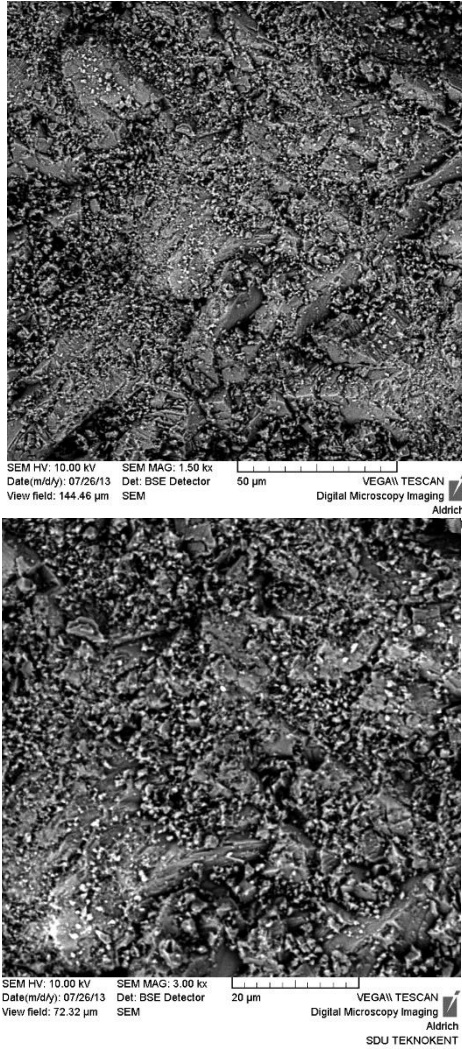 SEM HV: 10.00 kV SEM MAG: 1.50 kx
Date(m/d/y): 07/26/13 Det: BSE Detector 50 µm VEGA\\ TESCAN
View field: 144.46 µm SEM Digital Microscopy Imaging
Aldrich
SEM HV: 10.00 kV SEM MAG: 3.00 kx
Date(m/d/y): 07/26/13 Det: BSE Detector 20 µm VEGA\\ TESCAN
View field: 72.32 µm SEM Digital Microscopy Imaging
Aldrich
SDU TEKNOKENT